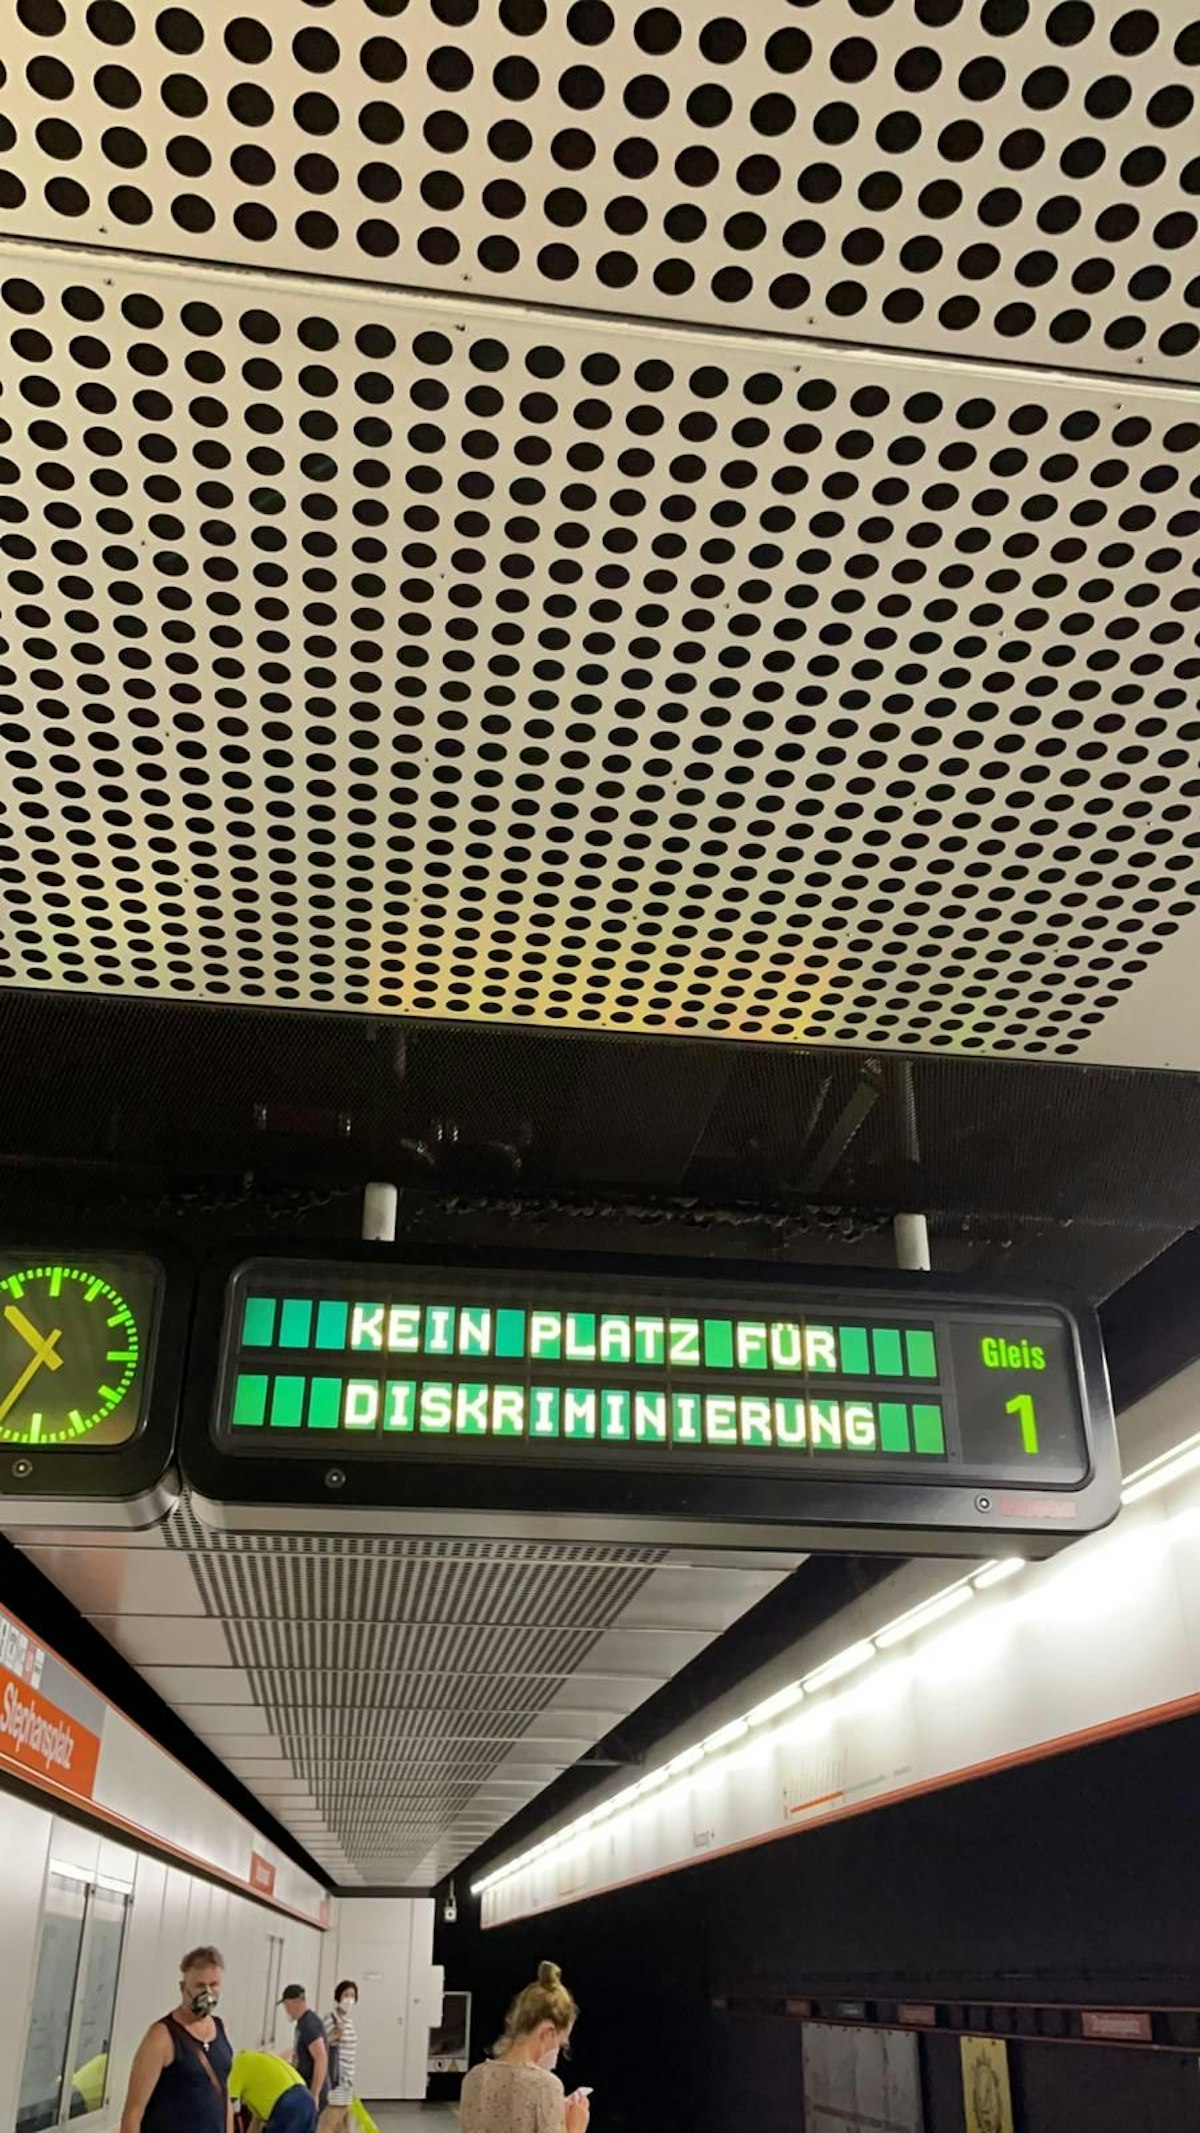 KEIN PLATZ FÜR
DISKRIMINIERUNG
Gleis
1
Stephansplatz